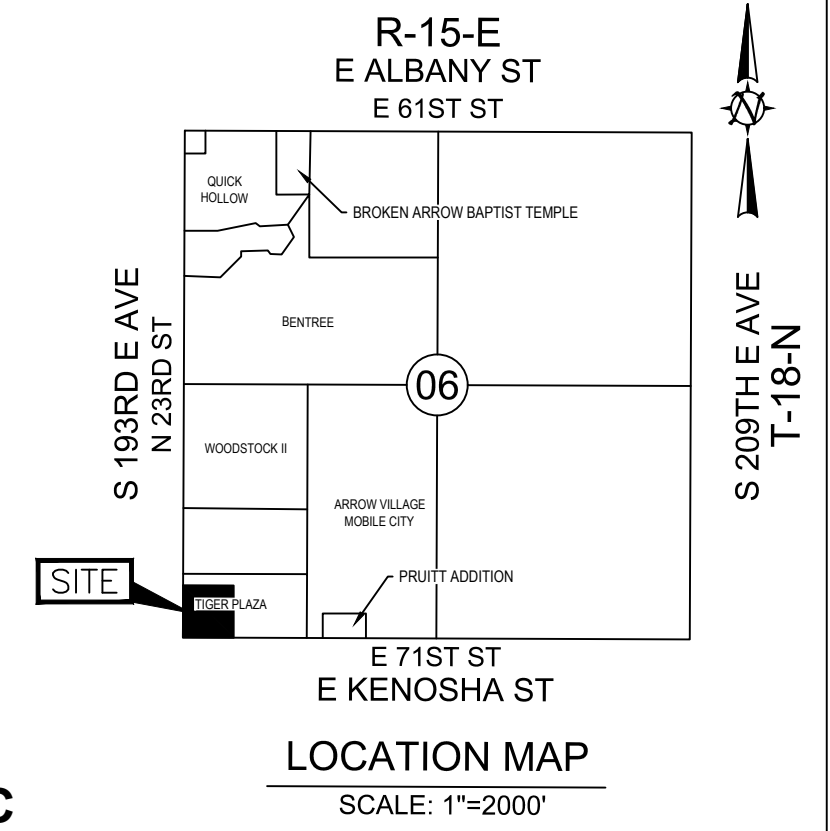 R-15-E
E ALBANY ST
E 61ST ST
N
QUICK
HOLLOW
BROKEN ARROW BAPTIST TEMPLE
BENTREE
S 193RD E AVE
N 23RD ST
S 209TH E AVE
T-18-N
06
WOODSTOCK II
ARROW VILLAGE
MOBILE CITY
SITE
TIGER PLAZA
PRUITT ADDITION
E 71ST ST
E KENOSHA ST
LOCATION MAP
SCALE: 1"=2000'
C